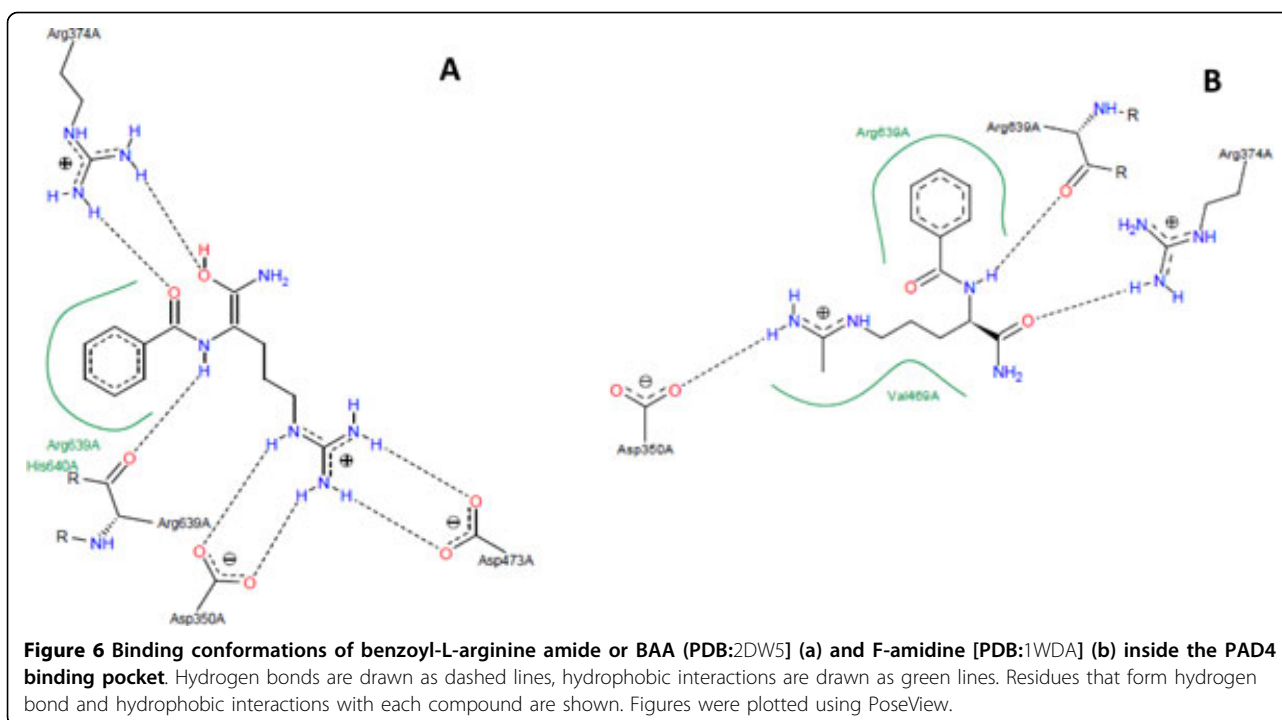 Arg374A
A
H
NH
NH
H
H
N
H
H
O
O
NH2
N
H
Arg639A
His640A
R
O
R
NH
Arg639A
H
N
H
N
H
H
N
H
O
O
Asp350A
O
O
Asp473A
B
Arg639A
NH
R
Arg639A
R
O
Arg374A
H2N
NH
H
N
H
O
N
H
O
NH2
H
N
H
NH
Val469A
O
O
Asp350A
Figure 6 Binding conformations of benzoyl-L-arginine amide or BAA (PDB:2DW5] (a) and F-amidine [PDB:1WDA] (b) inside the PAD4
binding pocket. Hydrogen bonds are drawn as dashed lines, hydrophobic interactions are drawn as green lines. Residues that form hydrogen
bond and hydrophobic interactions with each compound are shown. Figures were plotted using PoseView.